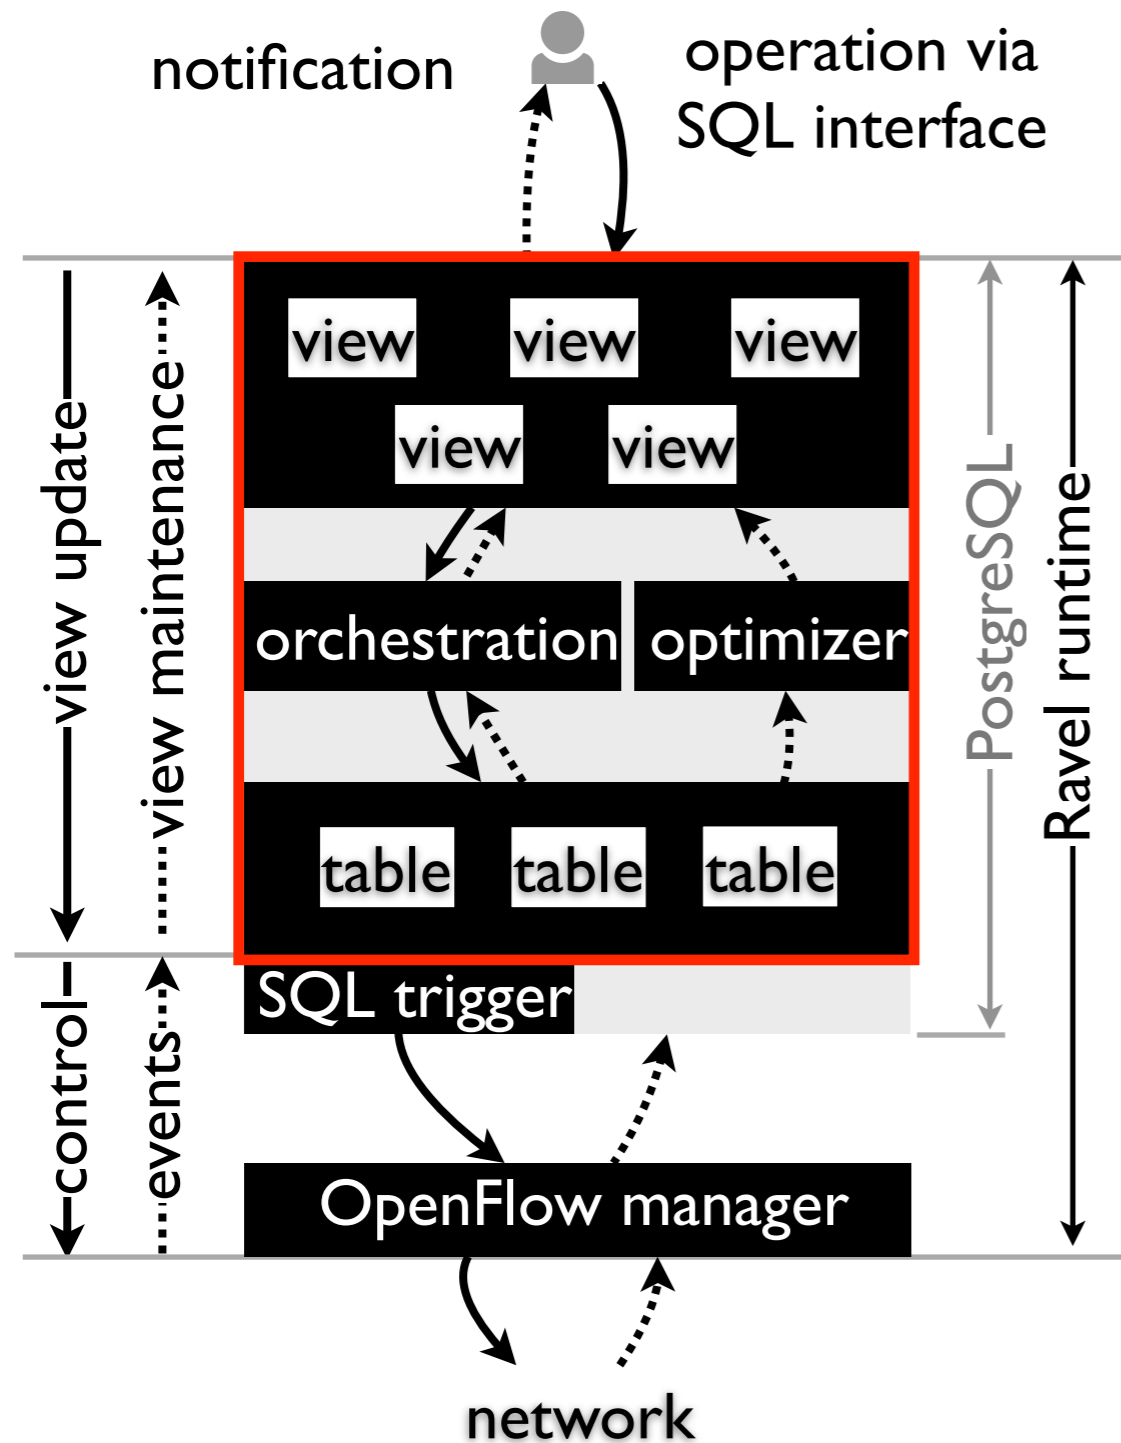 notification
operation via
SQL interface
view
view
view
view
view
view update
view maintenance
orchestration
optimizer
PostgreSQL
Ravel runtime
table
table
table
SQL trigger
control
events
OpenFlow manager
network